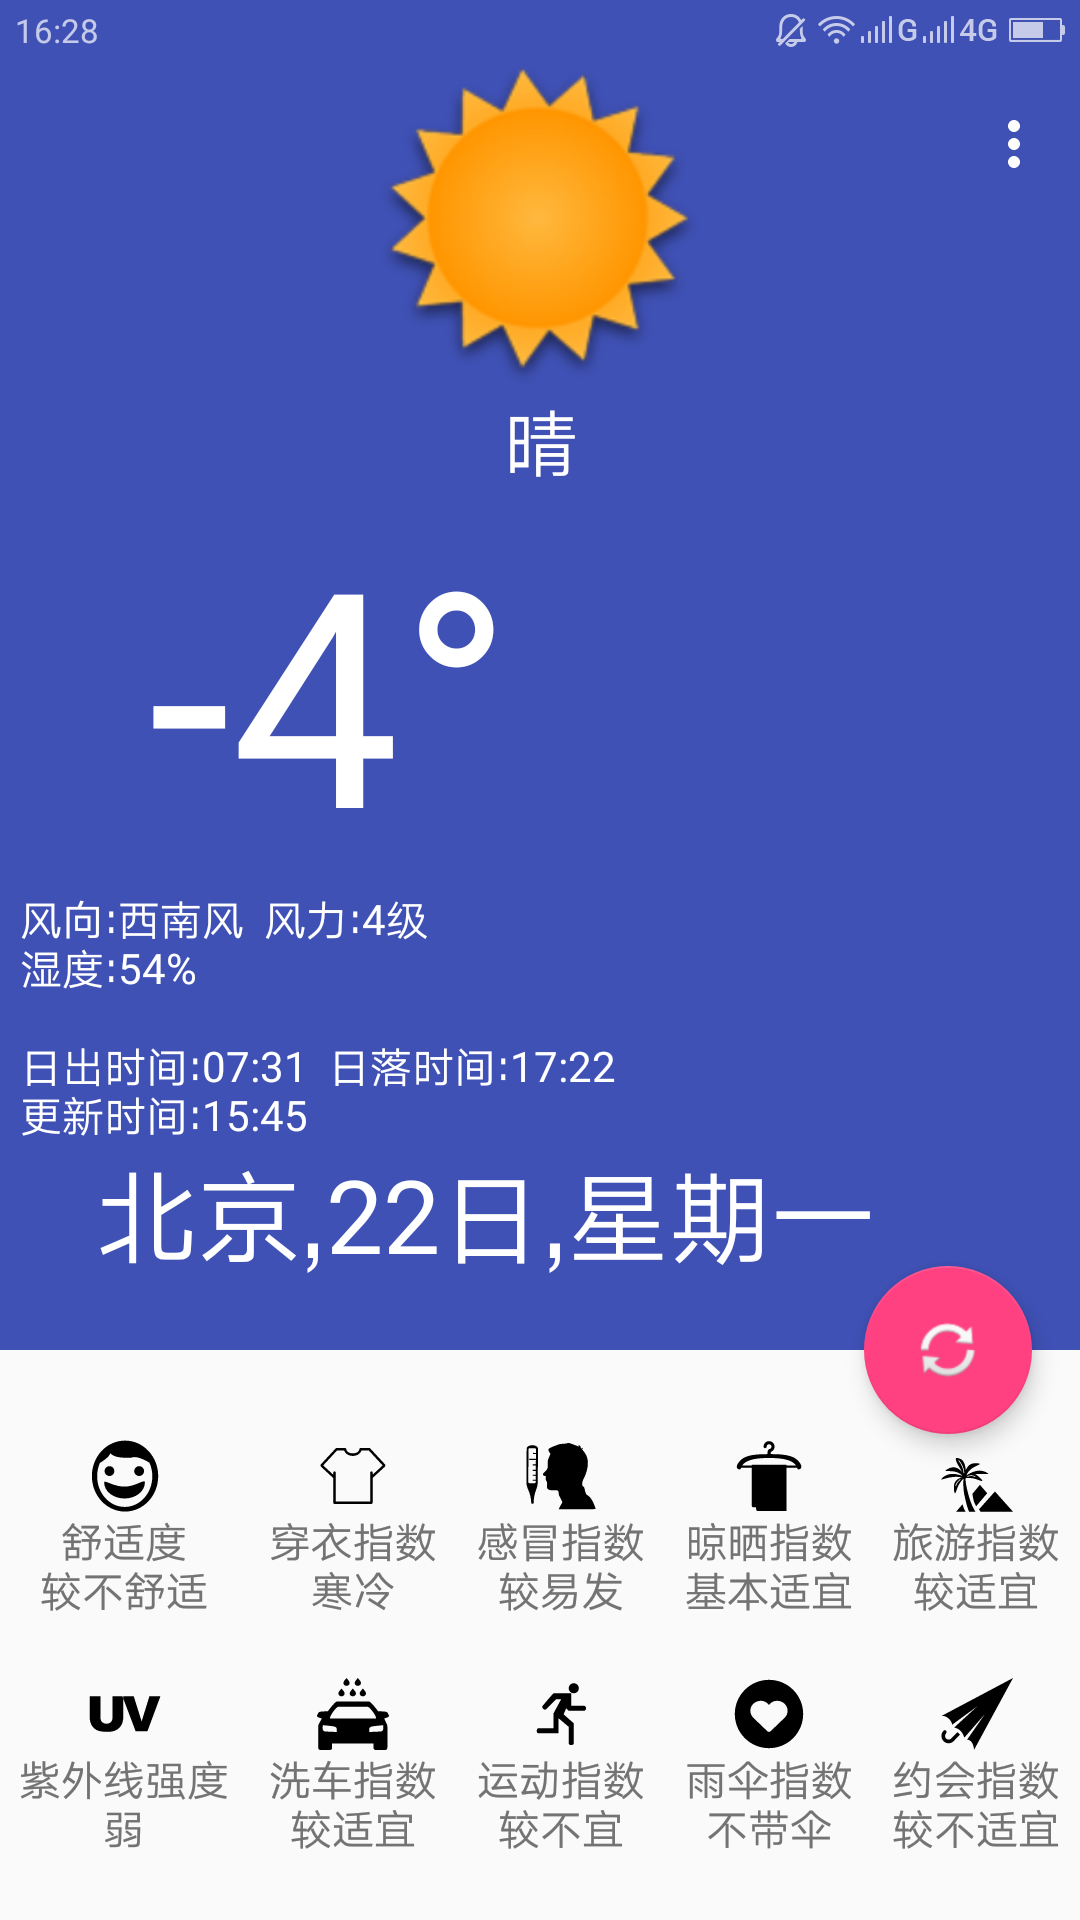 16:28
G 4G
晴
-4°
风向:西南风 风力:4级
湿度:54%
日出时间:07:31 日落时间:17:22
更新时间:15:45
北京,22日,星期一
舒适度 穿衣指数 感冒指数 晾晒指数 旅游指数
较不舒适 寒冷 较易发 基本适宜 较适宜
UV
紫外线强度 洗车指数 运动指数 雨伞指数 约会指数
弱 较适宜 较不宜 不带伞 较不适宜